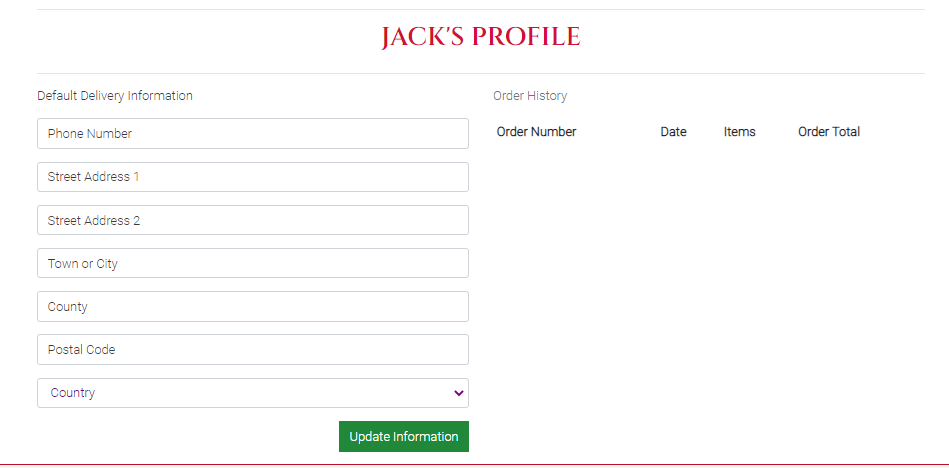 JACK'S PROFILE
Default Delivery Information
Phone Number
Street Address 1
Street Address 2
Town or City
County
Postal Code
Country
Update Information
Order History
Order Number Date Items Order Total